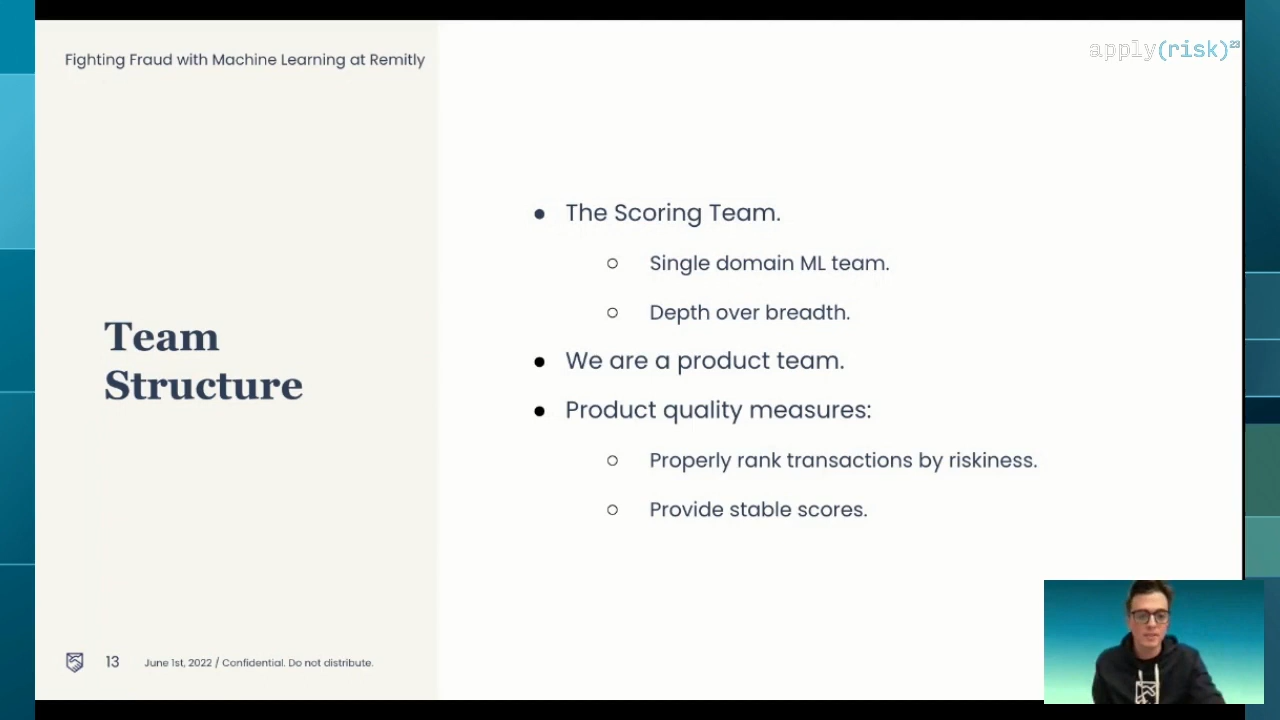 Fighting Fraud with Machine Learning at Remitly
apply(risk)23
The Scoring Team.
Single domain ML team.
Depth over breadth.
We are a product team.
Product quality measures:
Properly rank transactions by riskiness.
Provide stable scores.
Team
Structure
13
June 1st, 2022 / Confidential. Do not distribute.